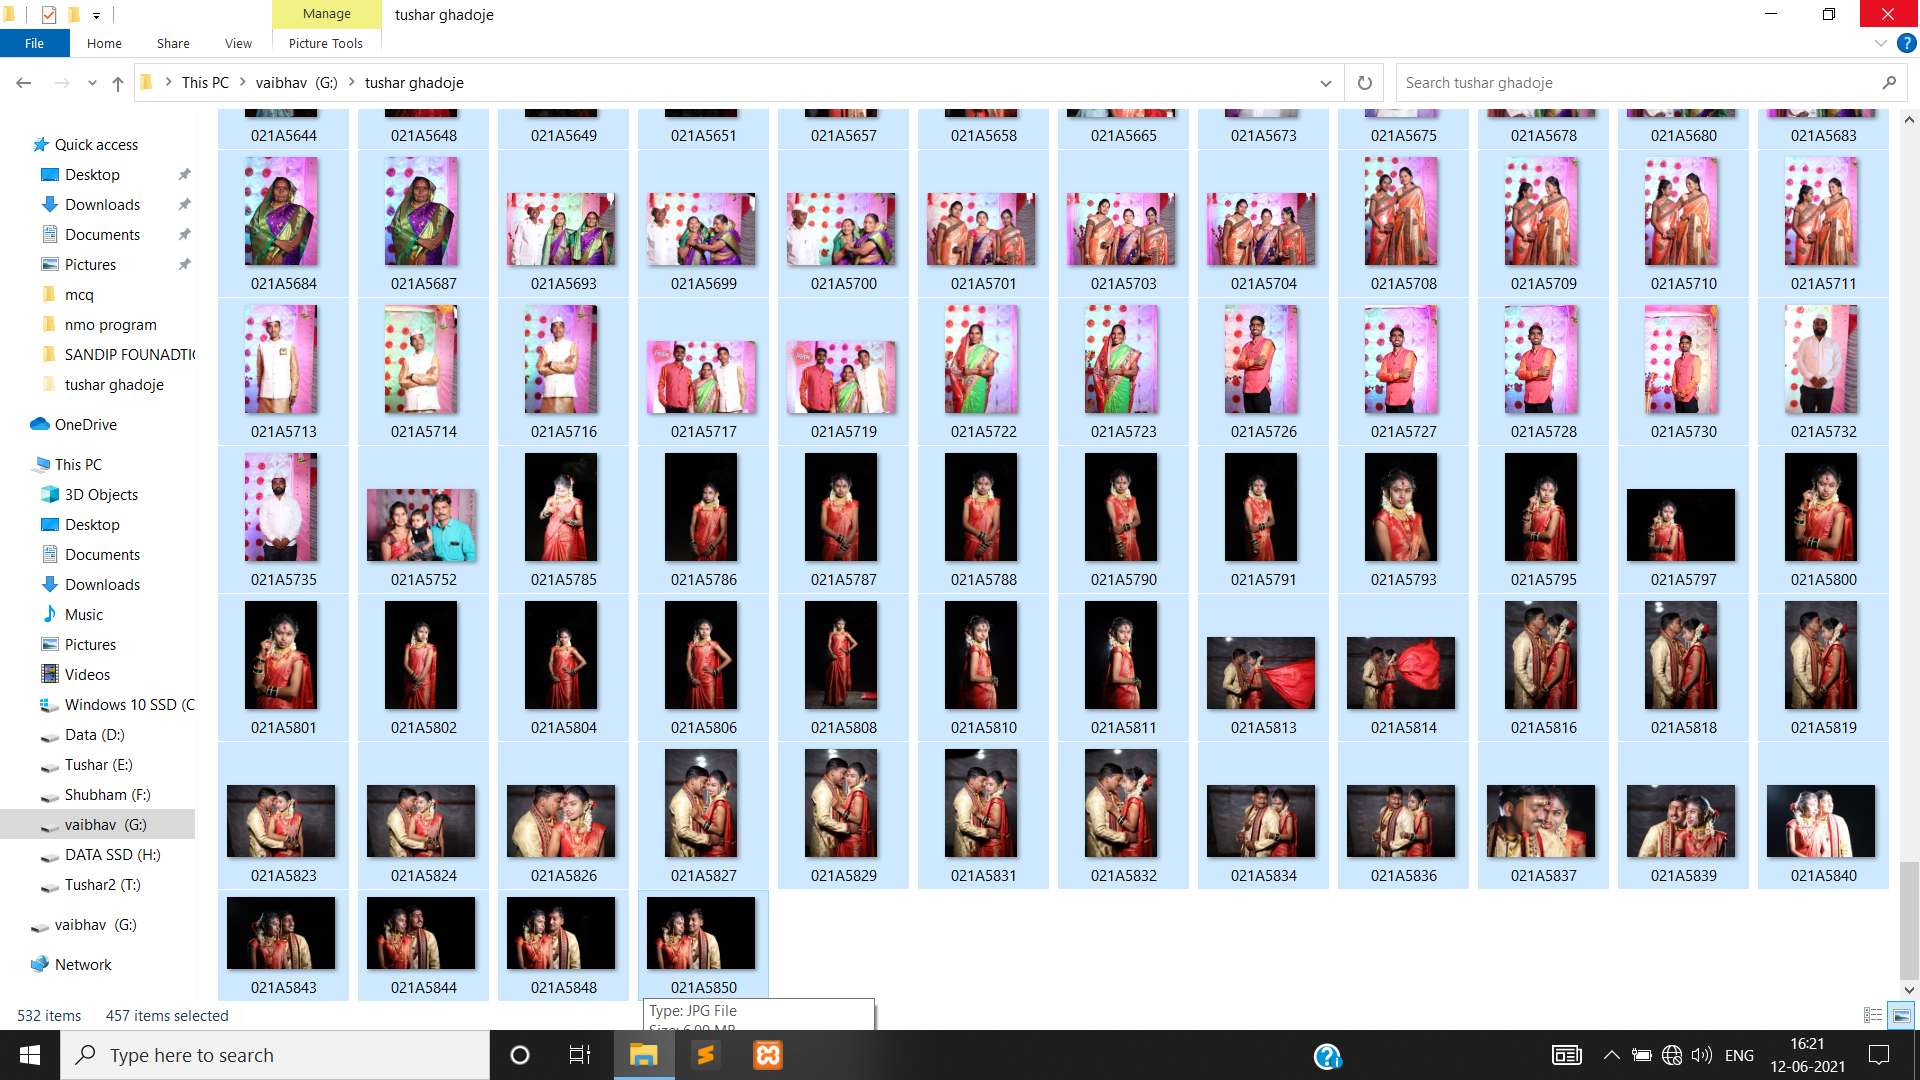 Manage
tushar ghadoje
File
Home
Share
View
Picture Tools
This PC
vaibhav (G:)
tushar ghadoje
Search tushar ghadoje
Quick access
Desktop
Downloads
Documents
Pictures
mcq
nmo program
SANDIP FOUNADTI
tushar ghadoje
OneDrive
This PC
3D Objects
Desktop
Documents
Downloads
Music
Pictures
Videos
Windows 10 SSD (C
Data (D:)
Tushar (E:)
Shubham (F:)
vaibhav (G:)
DATA SSD (H:)
Tushar2 (T:)
vaibhav (G:)
Network
021A5644 021A5648 021A5649 021A5651 021A5657 021A5658 021A5665 021A5673 021A5675 021A5678 021A5680 021A5683
021A5684 021A5687 021A5693 021A5699 021A5700 021A5701 021A5703 021A5704 021A5708 021A5709 021A5710 021A5711
021A5713 021A5714 021A5716 021A5717 021A5719 021A5722 021A5723 021A5726 021A5727 021A5728 021A5730 021A5732
021A5735 021A5752 021A5785 021A5786 021A5787 021A5788 021A5790 021A5791 021A5793 021A5795 021A5797 021A5800
021A5801 021A5802 021A5804 021A5806 021A5808 021A5810 021A5811 021A5813 021A5814 021A5816 021A5818 021A5819
021A5823 021A5824 021A5826 021A5827 021A5829 021A5831 021A5832 021A5834 021A5836 021A5837 021A5839 021A5840
021A5843 021A5844 021A5848 021A5850
Type: JPG File
Size: 6.00 MB
532 items
457 items selected
Type here to search
ENG
16:21
12-06-2021